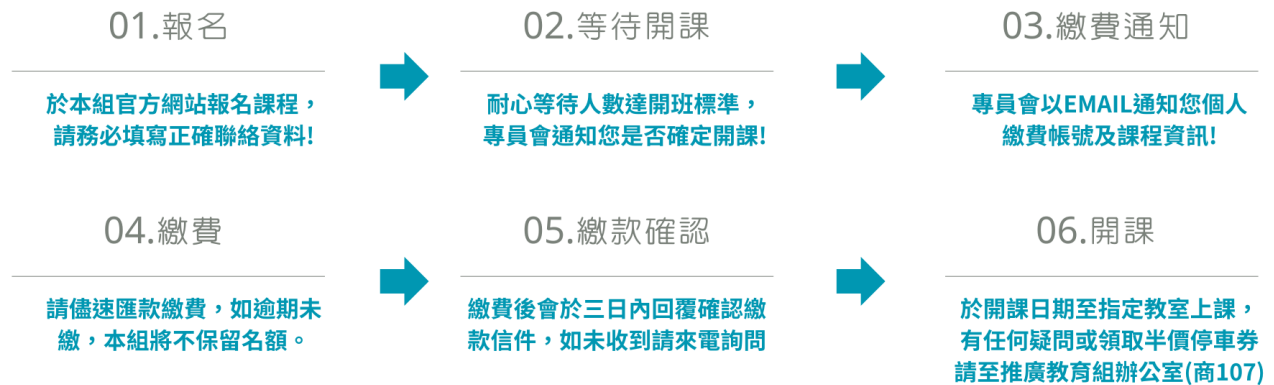 01.報名
於本組官方網站報名課程，
請務必填寫正確聯絡資料!
02.等待開課
耐心等待人數達開班標準，
專員會通知您是否確定開課!
03.繳費通知
專員會以EMAIL通知您個人
繳費帳號及課程資訊!
04.繳費
請儘速匯款繳費，如逾期未
繳，本組將不保留名額。
05.繳款確認
繳費後會於三日內回覆確認繳
款信件，如未收到請來電詢問
06.開課
於開課日期至指定教室上課，
有任何疑問或領取半價停車券
請至推廣教育組辦公室(商107)